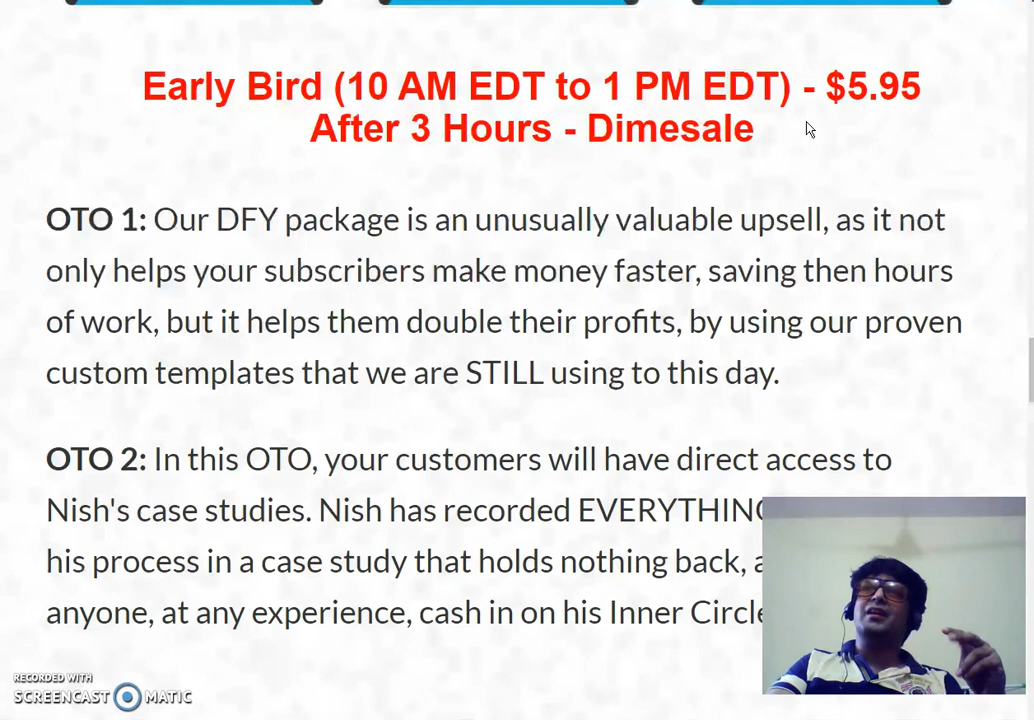 Early Bird (10 AM EDT to 1 PM EDT) - $5.95
After 3 Hours - Dimesale
OTO 1: Our DFY package is an unusually valuable upsell, as it not
only helps your subscribers make money faster, saving then hours
of work, but it helps them double their profits, by using our proven
custom templates that we are STILL using to this day.
OTO 2: In this OTO, your customers will have direct access to
Nish's case studies. Nish has recorded EVERYTHING
his process in a case study that holds nothing back,
anyone, at any experience, cash in on his Inner Circle
RECORDED WITH
SCREENCAST MATIC